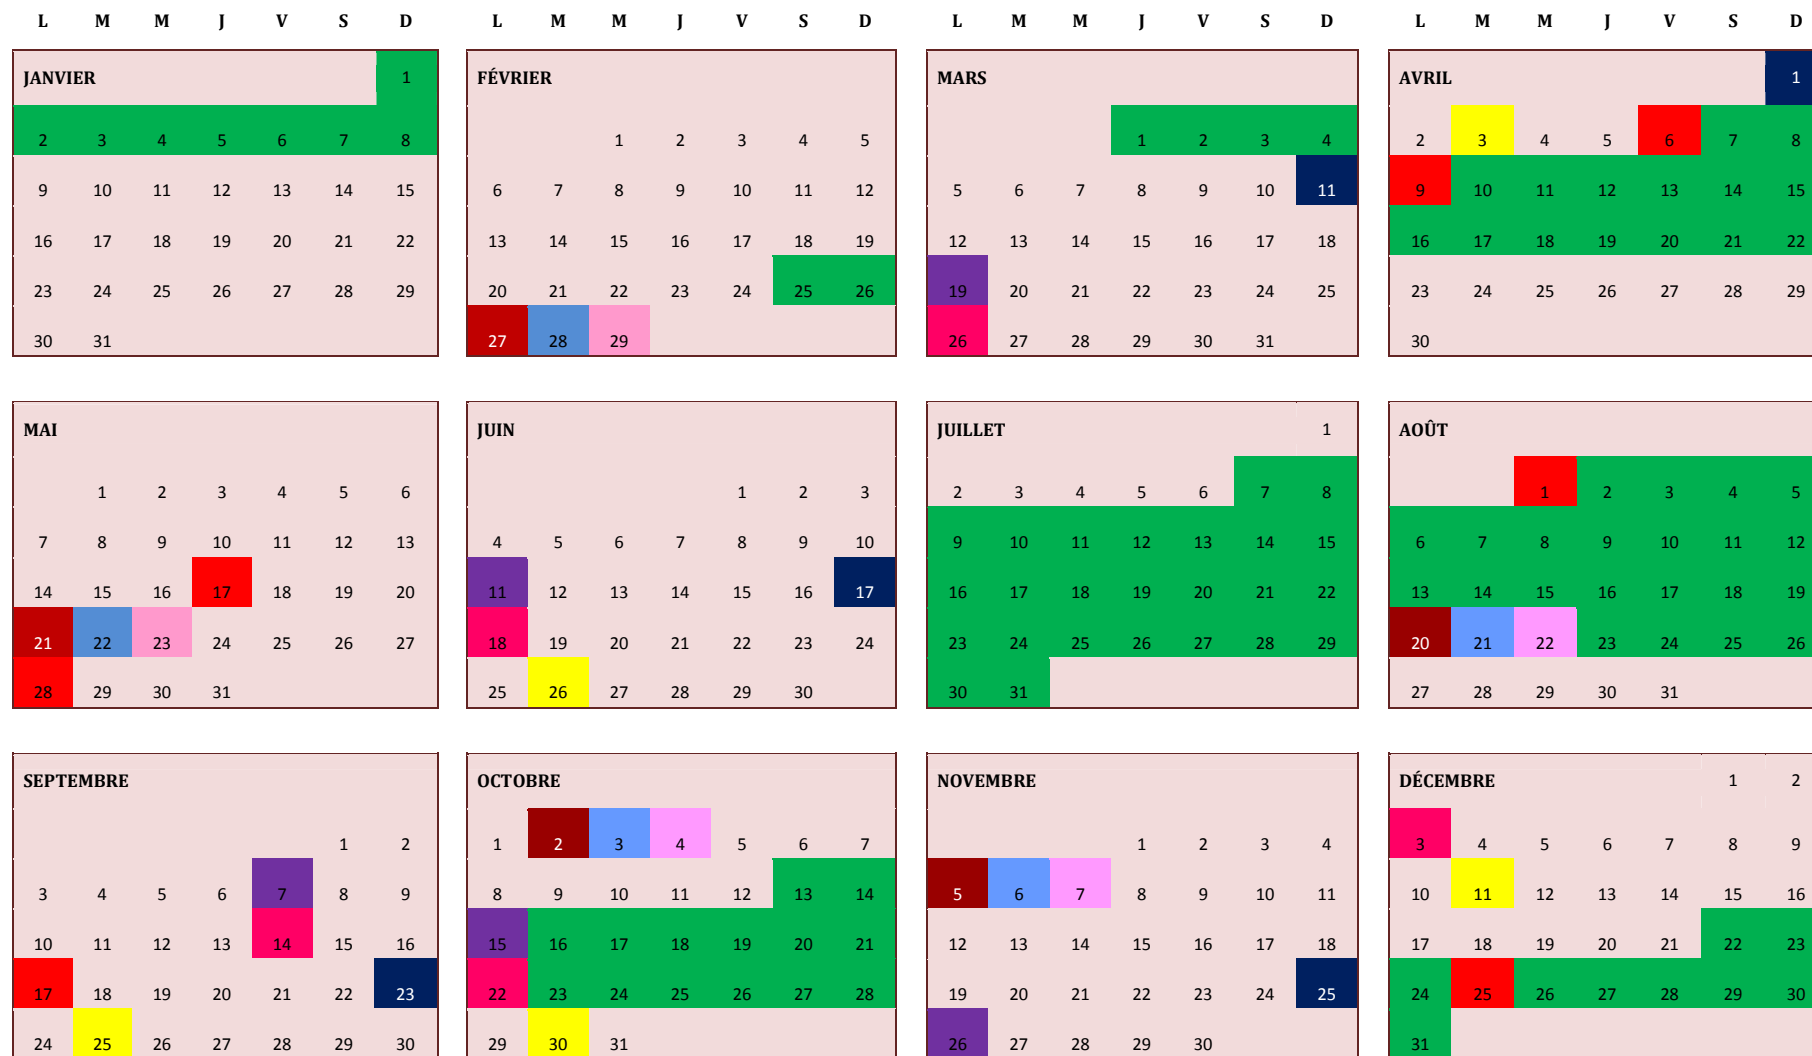 L M M J V S D L M M J V S D L M M J V S D L M M J V S D
JANVIER 1
2 3 4 5 6 7 8
9 10 11 12 13 14 15
16 17 18 19 20 21 22
23 24 25 26 27 28 29
30 31
FÉVRIER
1 2 3 4 5
6 7 8 9 10 11 12
13 14 15 16 17 18 19
20 21 22 23 24 25 26
27 28 29
MARS
1 2 3 4
5 6 7 8 9 10 11
12 13 14 15 16 17 18
19 20 21 22 23 24 25
26 27 28 29 30 31
AVRIL 1
2 3 4 5 6 7 8
9 10 11 12 13 14 15
16 17 18 19 20 21 22
23 24 25 26 27 28 29
30
MAI
1 2 3 4 5 6
7 8 9 10 11 12 13
14 15 16 17 18 19 20
21 22 23 24 25 26 27
28 29 30 31
JUIN
1 2 3
4 5 6 7 8 9 10
11 12 13 14 15 16 17
18 19 20 21 22 23 24
25 26 27 28 29 30
JUILLET 1
2 3 4 5 6 7 8
9 10 11 12 13 14 15
16 17 18 19 20 21 22
23 24 25 26 27 28 29
30 31
AOÛT
1 2 3 4 5
6 7 8 9 10 11 12
13 14 15 16 17 18 19
20 21 22 23 24 25 26
27 28 29 30 31
SEPTEMBRE
1 2
3 4 5 6 7 8 9
10 11 12 13 14 15 16
17 18 19 20 21 22 23
24 25 26 27 28 29 30
OCTOBRE
1 2 3 4 5 6 7
8 9 10 11 12 13 14
15 16 17 18 19 20 21
22 23 24 25 26 27 28
29 30 31
NOVEMBRE
1 2 3 4
5 6 7 8 9 10 11
12 13 14 15 16 17 18
19 20 21 22 23 24 25
26 27 28 29 30
DÉCEMBRE 1 2
3 4 5 6 7 8 9
10 11 12 13 14 15 16
17 18 19 20 21 22 23
24 25 26 27 28 29 30
31